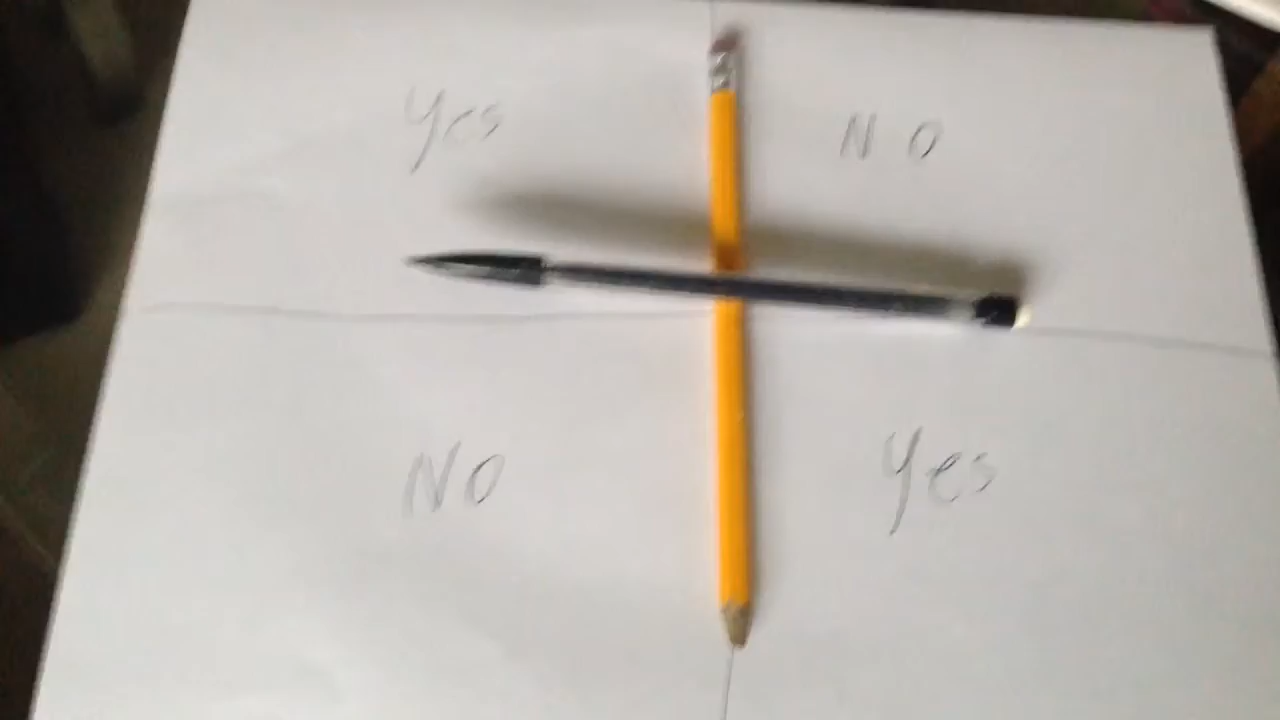 Yes NO
NO Yes